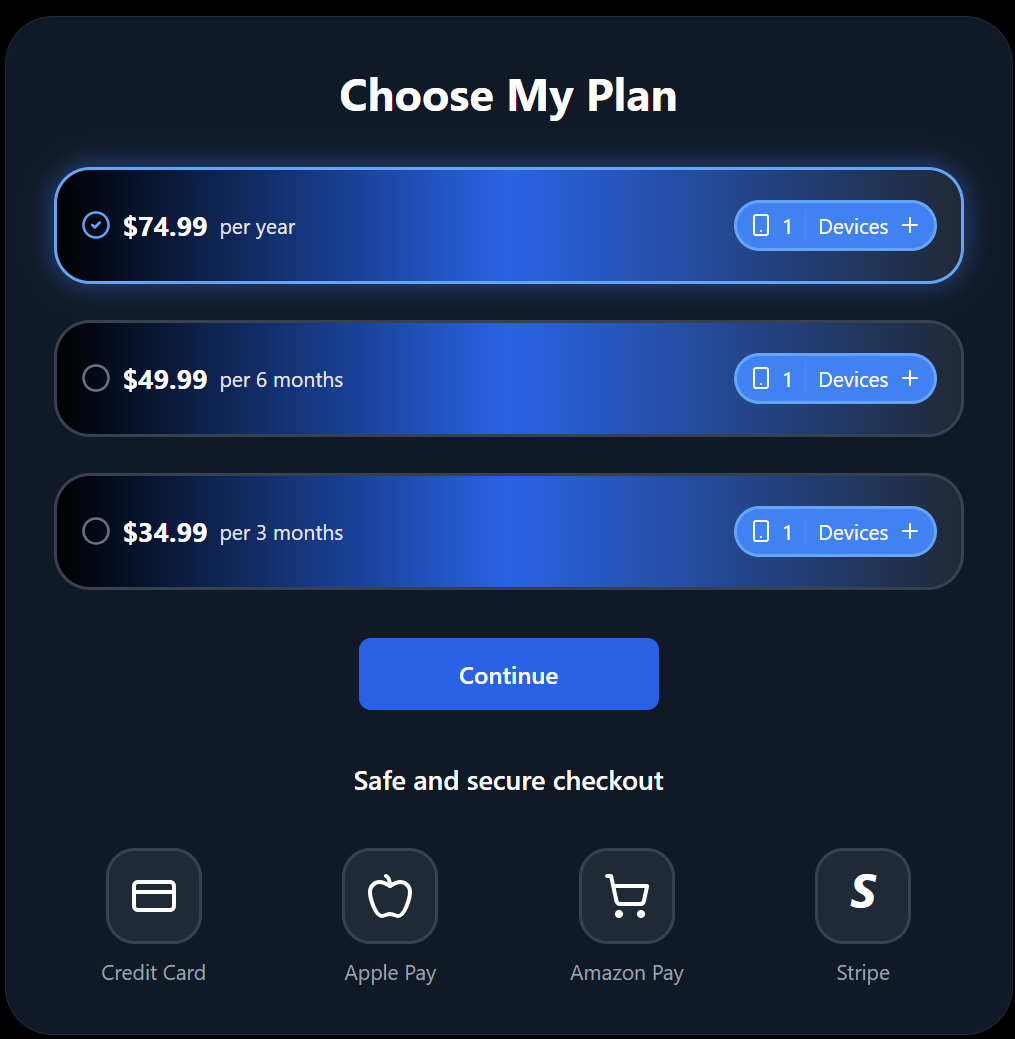 Choose My Plan
$74.99 per year 1 Devices +
$49.99 per 6 months 1 Devices +
$34.99 per 3 months 1 Devices +
Continue
Safe and secure checkout
S
Credit Card Apple Pay Amazon Pay Stripe